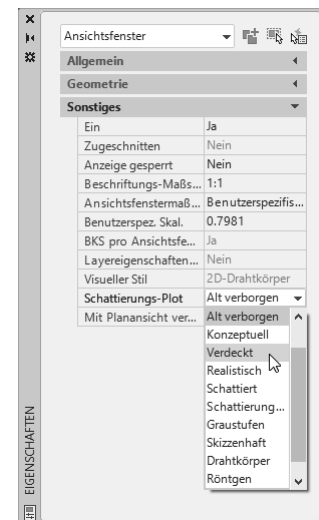 Ansichtsfenster
Allgemein
Geometrie
Sonstiges
Ein Ja
Zugeschnitten Nein
Anzeige gesperrt Nein
Beschriftungs-Maßs... 1:1
Ansichtsfenstermaß... Benutzerspezifis...
Benutzerspez. Skal. 0.7981
BKS pro Ansichtsfe... Ja
Layereigenschaften... Nein
Visueller Stil 2D-Drahtkörper
Schattierungs-Plot Alt verborgen
Mit Planansicht ver... Alt verborgen
Konzeptuell
Verdeckt
Realistisch
Schattiert
Schattierung...
Graustufen
Skizzenhaft
Drahtkörper
Röntgen
EIGENSCHAFTEN